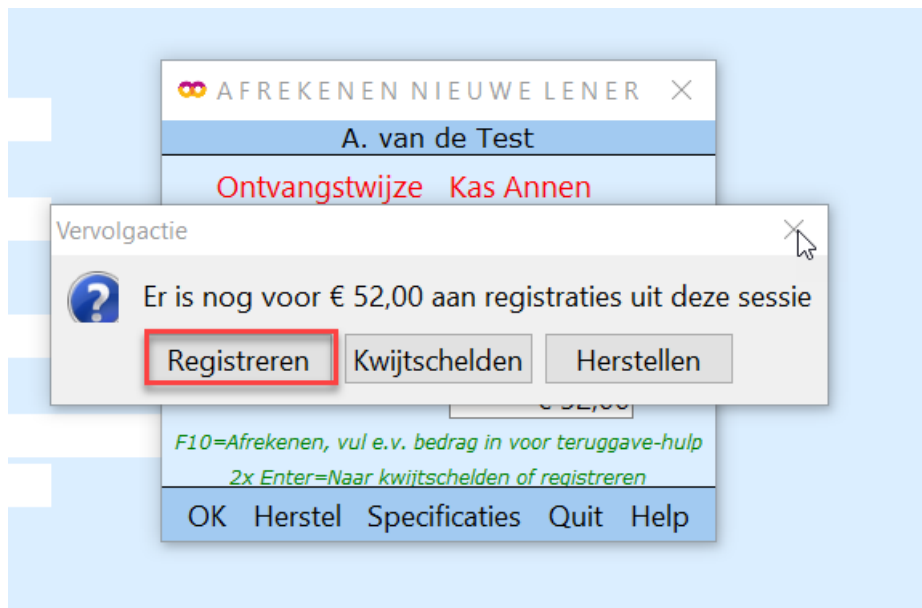 AFREKENEN NIEUWE LENER
A. van de Test
Ontvangstwijze Kas Annen
Vervolgactie
Er is nog voor € 52,00 aan registraties uit deze sessie
Registreren Kwijtschelden Herstellen
€ 52,00
F10=Afrekenen, vul e.v. bedrag in voor teruggave-hulp
2x Enter=Naar kwijtschelden of registreren
OK Herstel Specificaties Quit Help